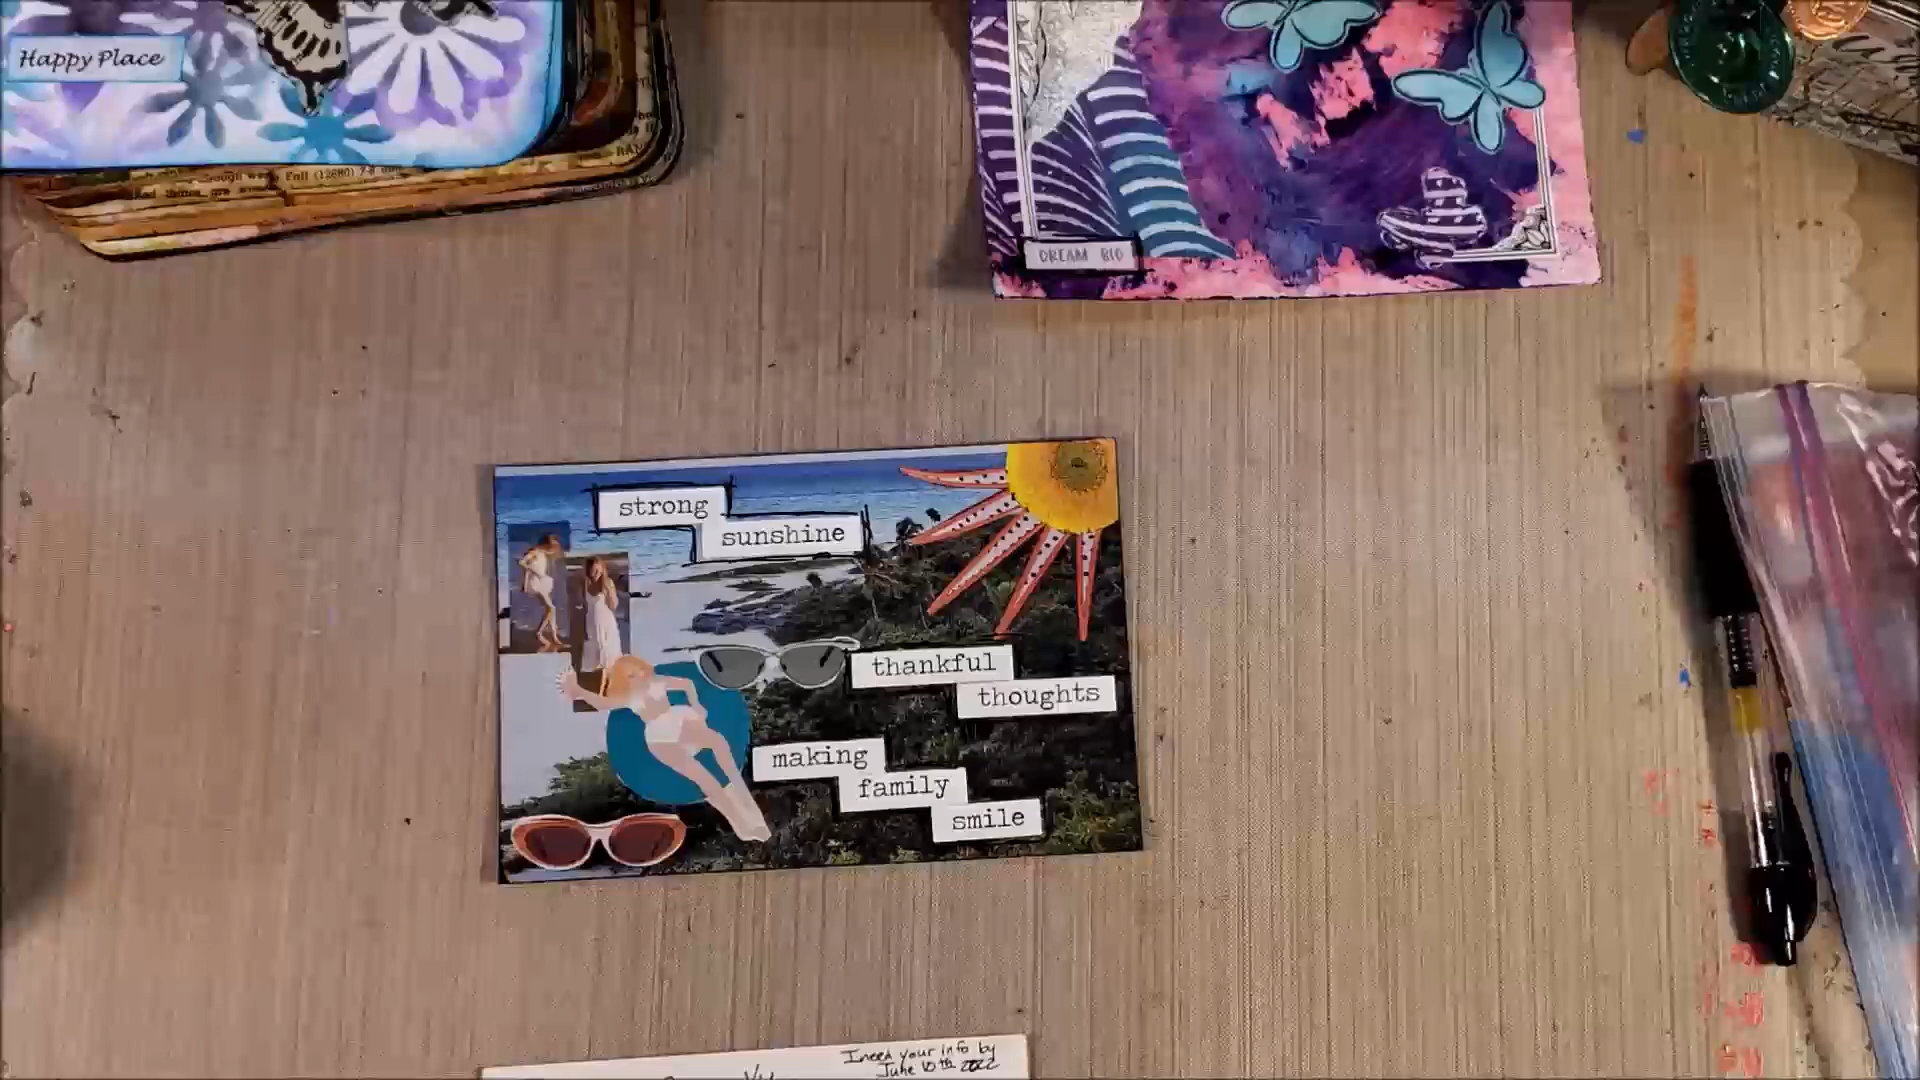 Happy Place
DREAM BIG
strong
sunshine
thankful
thoughts
making
family
smile
I need your info by
June 10th 2022